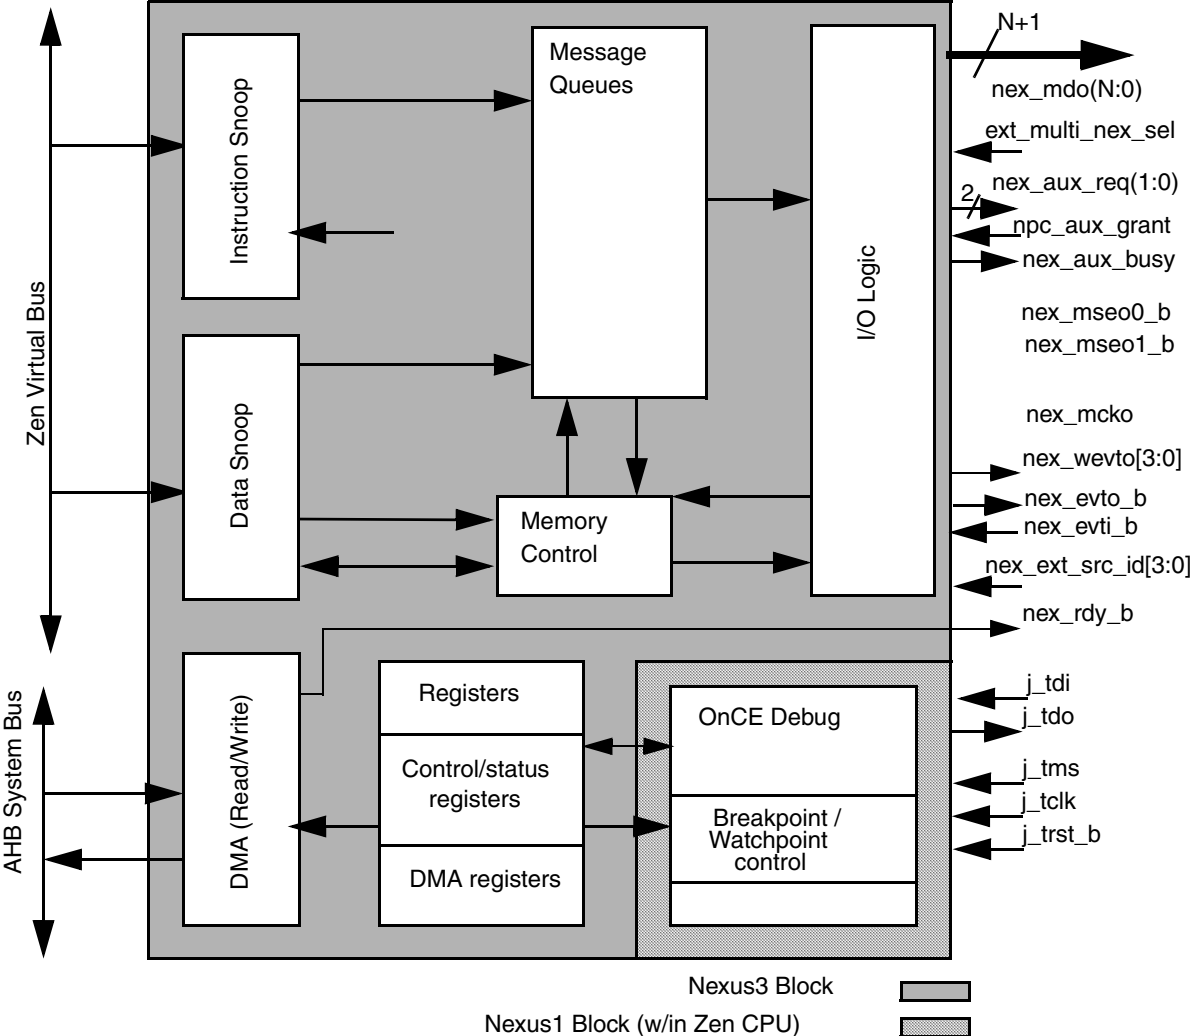 N+1
Message
Queues
nex_mdo(N:0)
ext_multi_nex_sel
Instruction Snoop
nex_aux_req(1:0)
2
npc_aux_grant
nex_aux_busy
I/O Logic
Zen Virtual Bus
nex_mseo0_b
nex_mseo1_b
nex_mcko
Data Snoop
nex_wevto[3:0]
nex_evto_b
Memory
Control
nex_evti_b
nex_ext_src_id[3:0]
nex_rdy_b
AHB System Bus
DMA (Read/Write)
Registers
Control/status
registers
DMA registers
OnCE Debug
Breakpoint /
Watchpoint
control
j_tdi
j_tdo
j_tms
j_tclk
j_trst_b
Nexus3 Block
Nexus1 Block (w/in Zen CPU)